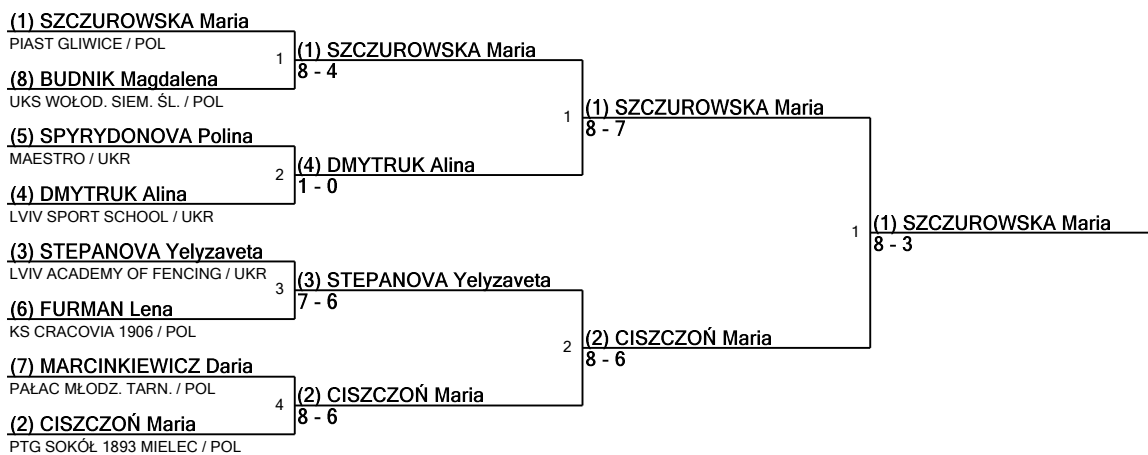 (1) SZCZUROWSKA Maria
PIAST GLIWICE / POL
1
(8) BUDNIK Magdalena
UKS WOŁOD. SIEM. ŚL. / POL
(5) SPYRYDONOVA Polina
MAESTRO / UKR
2
(4) DMYTRUK Alina
LVIV SPORT SCHOOL / UKR
(3) STEPANOVA Yelyzaveta
LVIV ACADEMY OF FENCING / UKR
3
(6) FURMAN Lena
KS CRACOVIA 1906 / POL
(7) MARCINKIEWICZ Daria
PAŁAC MŁODZ. TARN. / POL
4
(2) CISZCZOŃ Maria
PTG SOKÓŁ 1893 MIELEC / POL
(1) SZCZUROWSKA Maria
8 - 4
1
(4) DMYTRUK Alina
1 - 0
(3) STEPANOVA Yelyzaveta
7 - 6
2
(2) CISZCZOŃ Maria
8 - 6
(1) SZCZUROWSKA Maria
8 - 7
1
(2) CISZCZOŃ Maria
8 - 6
(1) SZCZUROWSKA Maria
8 - 3